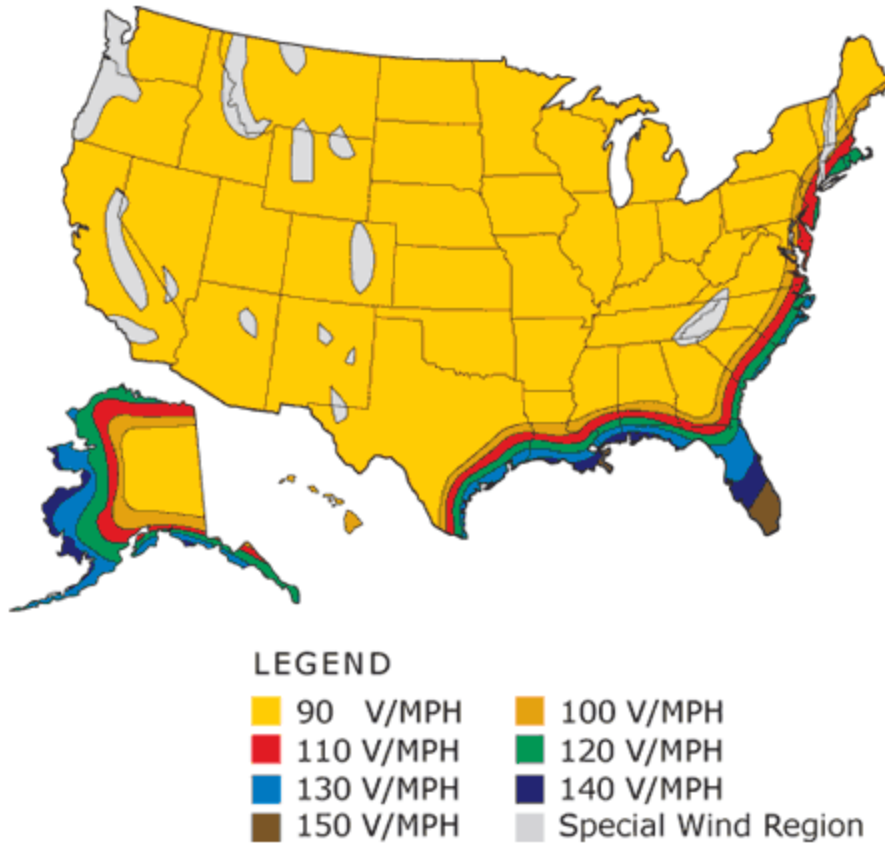 LEGEND
90 V/MPH 100 V/MPH
110 V/MPH 120 V/MPH
130 V/MPH 140 V/MPH
150 V/MPH Special Wind Region